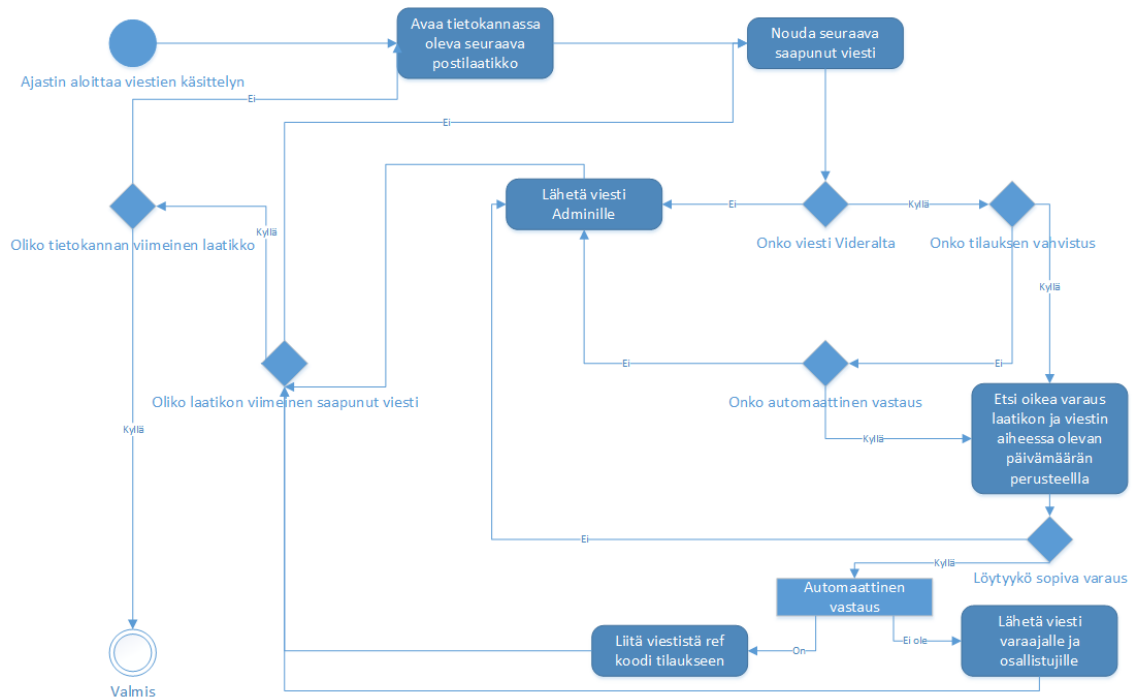 Avaa tietokannassa
oleva seuraava
postilaatikko
Nouda seuraava
saapunut viesti
Ajastin aloittaa viestien käsittelyn
Ei
Ei
Lähetä viesti
Adminille
Ei
Kyllä
Oliko tietokannan viimeinen laatikko
Kyllä
Onko viesti Videralta
Onko tilauksen vahvistus
Kyllä
Ei
Ei
Oliko laatikon viimeinen saapunut viesti
Onko automaattinen vastaus
Etsi oikea varaus
laatikon ja viestin
aiheessa olevan
päivämäärän
perusteellla
Kyllä
Kyllä
Ei
Kyllä
Löytyykö sopiva varaus
Automaattinen
vastaus
Liitä viestistä ref
koodi tilaukseen
On
Ei ole
Lähetä viesti
varaajalle ja
osallistujille
Valmis